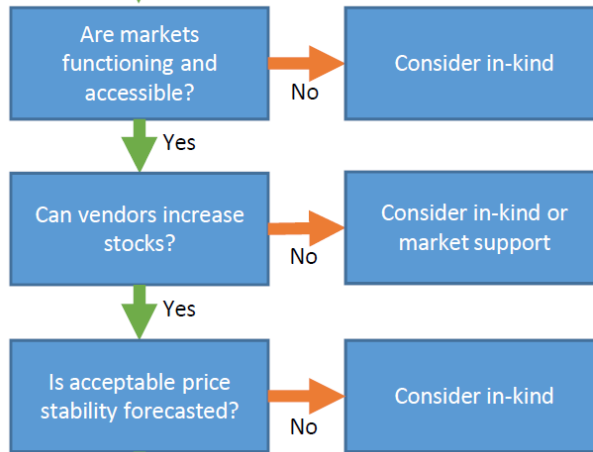 Are markets
functioning and
accessible?
No
Consider in-kind
Yes
Can vendors increase
stocks?
No
Consider in-kind or
market support
Yes
Is acceptable price
stability forecasted?
No
Consider in-kind